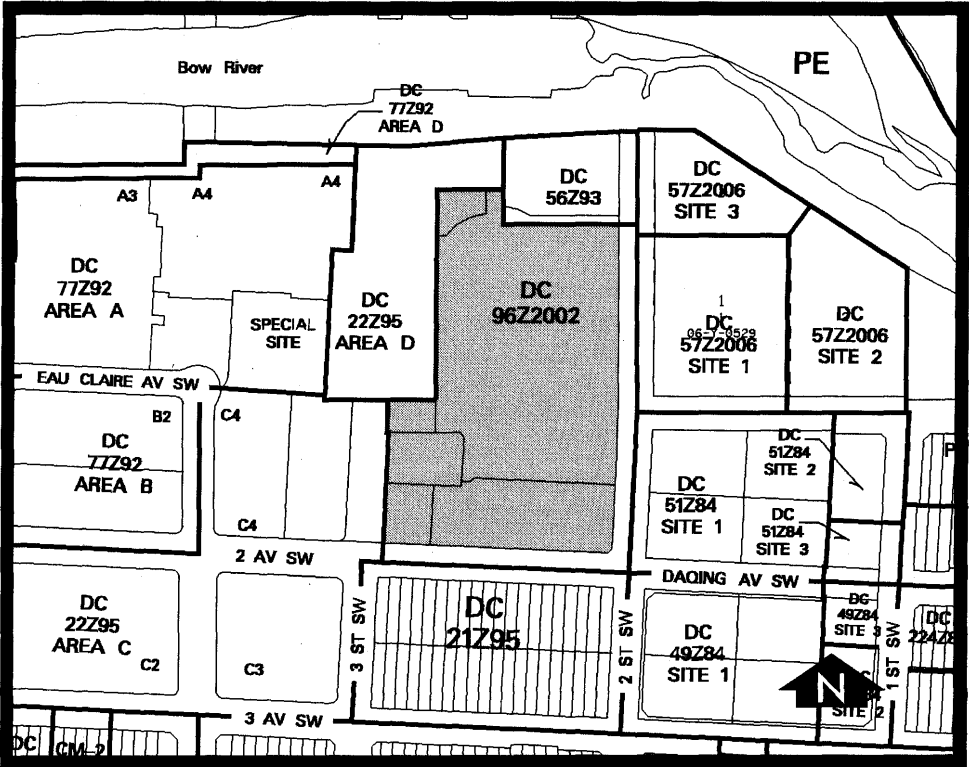 Bow River
PE
DC
77Z92
AREA D
A3
A4
A4
DC
56Z93
DC
57Z2006
SITE 3
DC
77Z92
AREA A
SPECIAL
SITE
DC
22Z95
AREA D
DC
96Z2002
1
DC
06-Y-0529
57Z2006
SITE 1
DC
57Z2006
SITE 2
EAU CLAIRE AV SW
B2
C4
DC
77Z92
AREA B
C4
DC
51Z84
SITE 2
DC
51Z84
SITE 1
DC
51Z84
SITE 3
P
2 AV SW
DAQING AV SW
DC
22Z95
AREA C
C2
C3
3 ST SW
DC
21Z95
2 ST SW
DC
49Z84
SITE 1
DC
49Z84
SITE 3
1 ST SW
DC
224Z8
N
SITE 2
3 AV SW
DC
CM-2